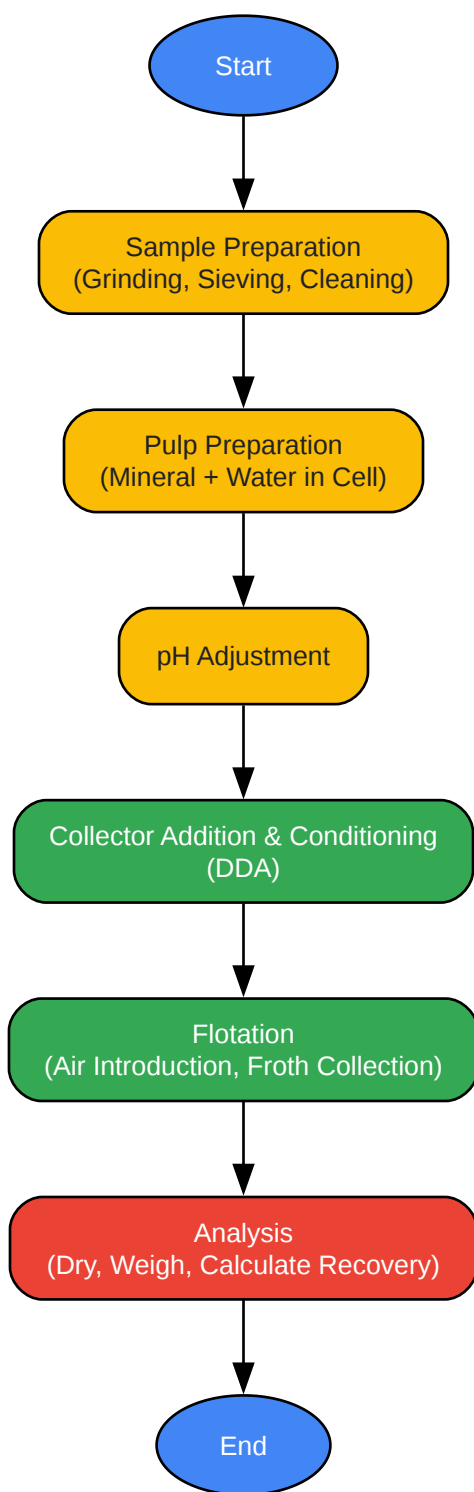 Start
Sample Preparation
(Grinding, Sieving, Cleaning)
Pulp Preparation
(Mineral + Water in Cell)
pH Adjustment
Collector Addition & Conditioning
(DDA)
Flotation
(Air Introduction, Froth Collection)
Analysis
(Dry, Weigh, Calculate Recovery)
End